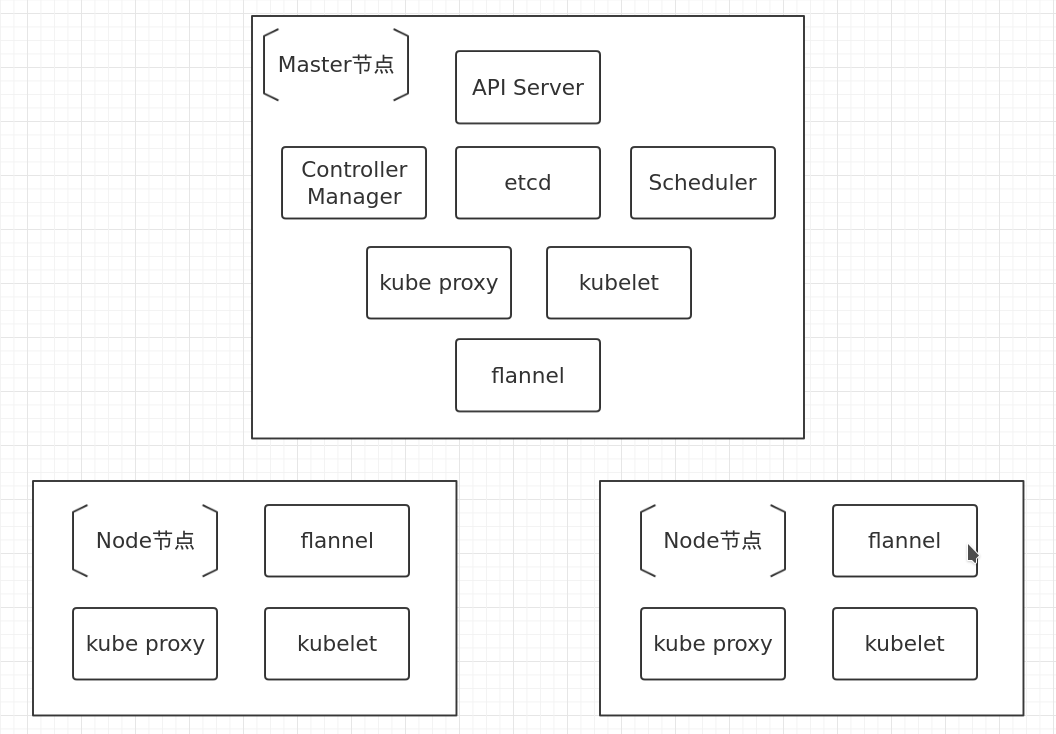 Master节点
API Server
Controller
Manager
etcd
Scheduler
kube proxy
kubelet
flannel
Node节点
flannel
kube proxy
kubelet
Node节点
flannel
kube proxy
kubelet